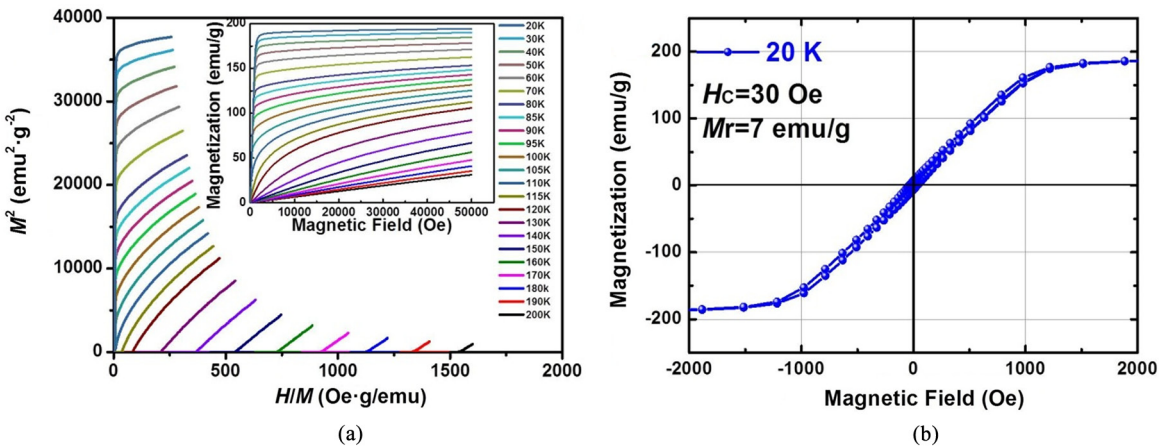 40000
30000
20000
10000
0
M² (emu²·g⁻²)
0 500 1000 1500 2000
H/M (Oe·g/emu)
200
150
100
50
0
Magnetization (emu/g)
0 10000 20000 30000 40000 50000
Magnetic Field (Oe)
20K
30K
40K
50K
60K
70K
80K
85K
90K
95K
100K
105K
110K
115K
120K
130K
140K
150K
160K
170K
180k
190K
200K
(a)
200
100
0
-100
-200
Magnetization (emu/g)
20 K
Hc=30 Oe
Mr=7 emu/g
-2000 -1000 0 1000 2000
Magnetic Field (Oe)
(b)